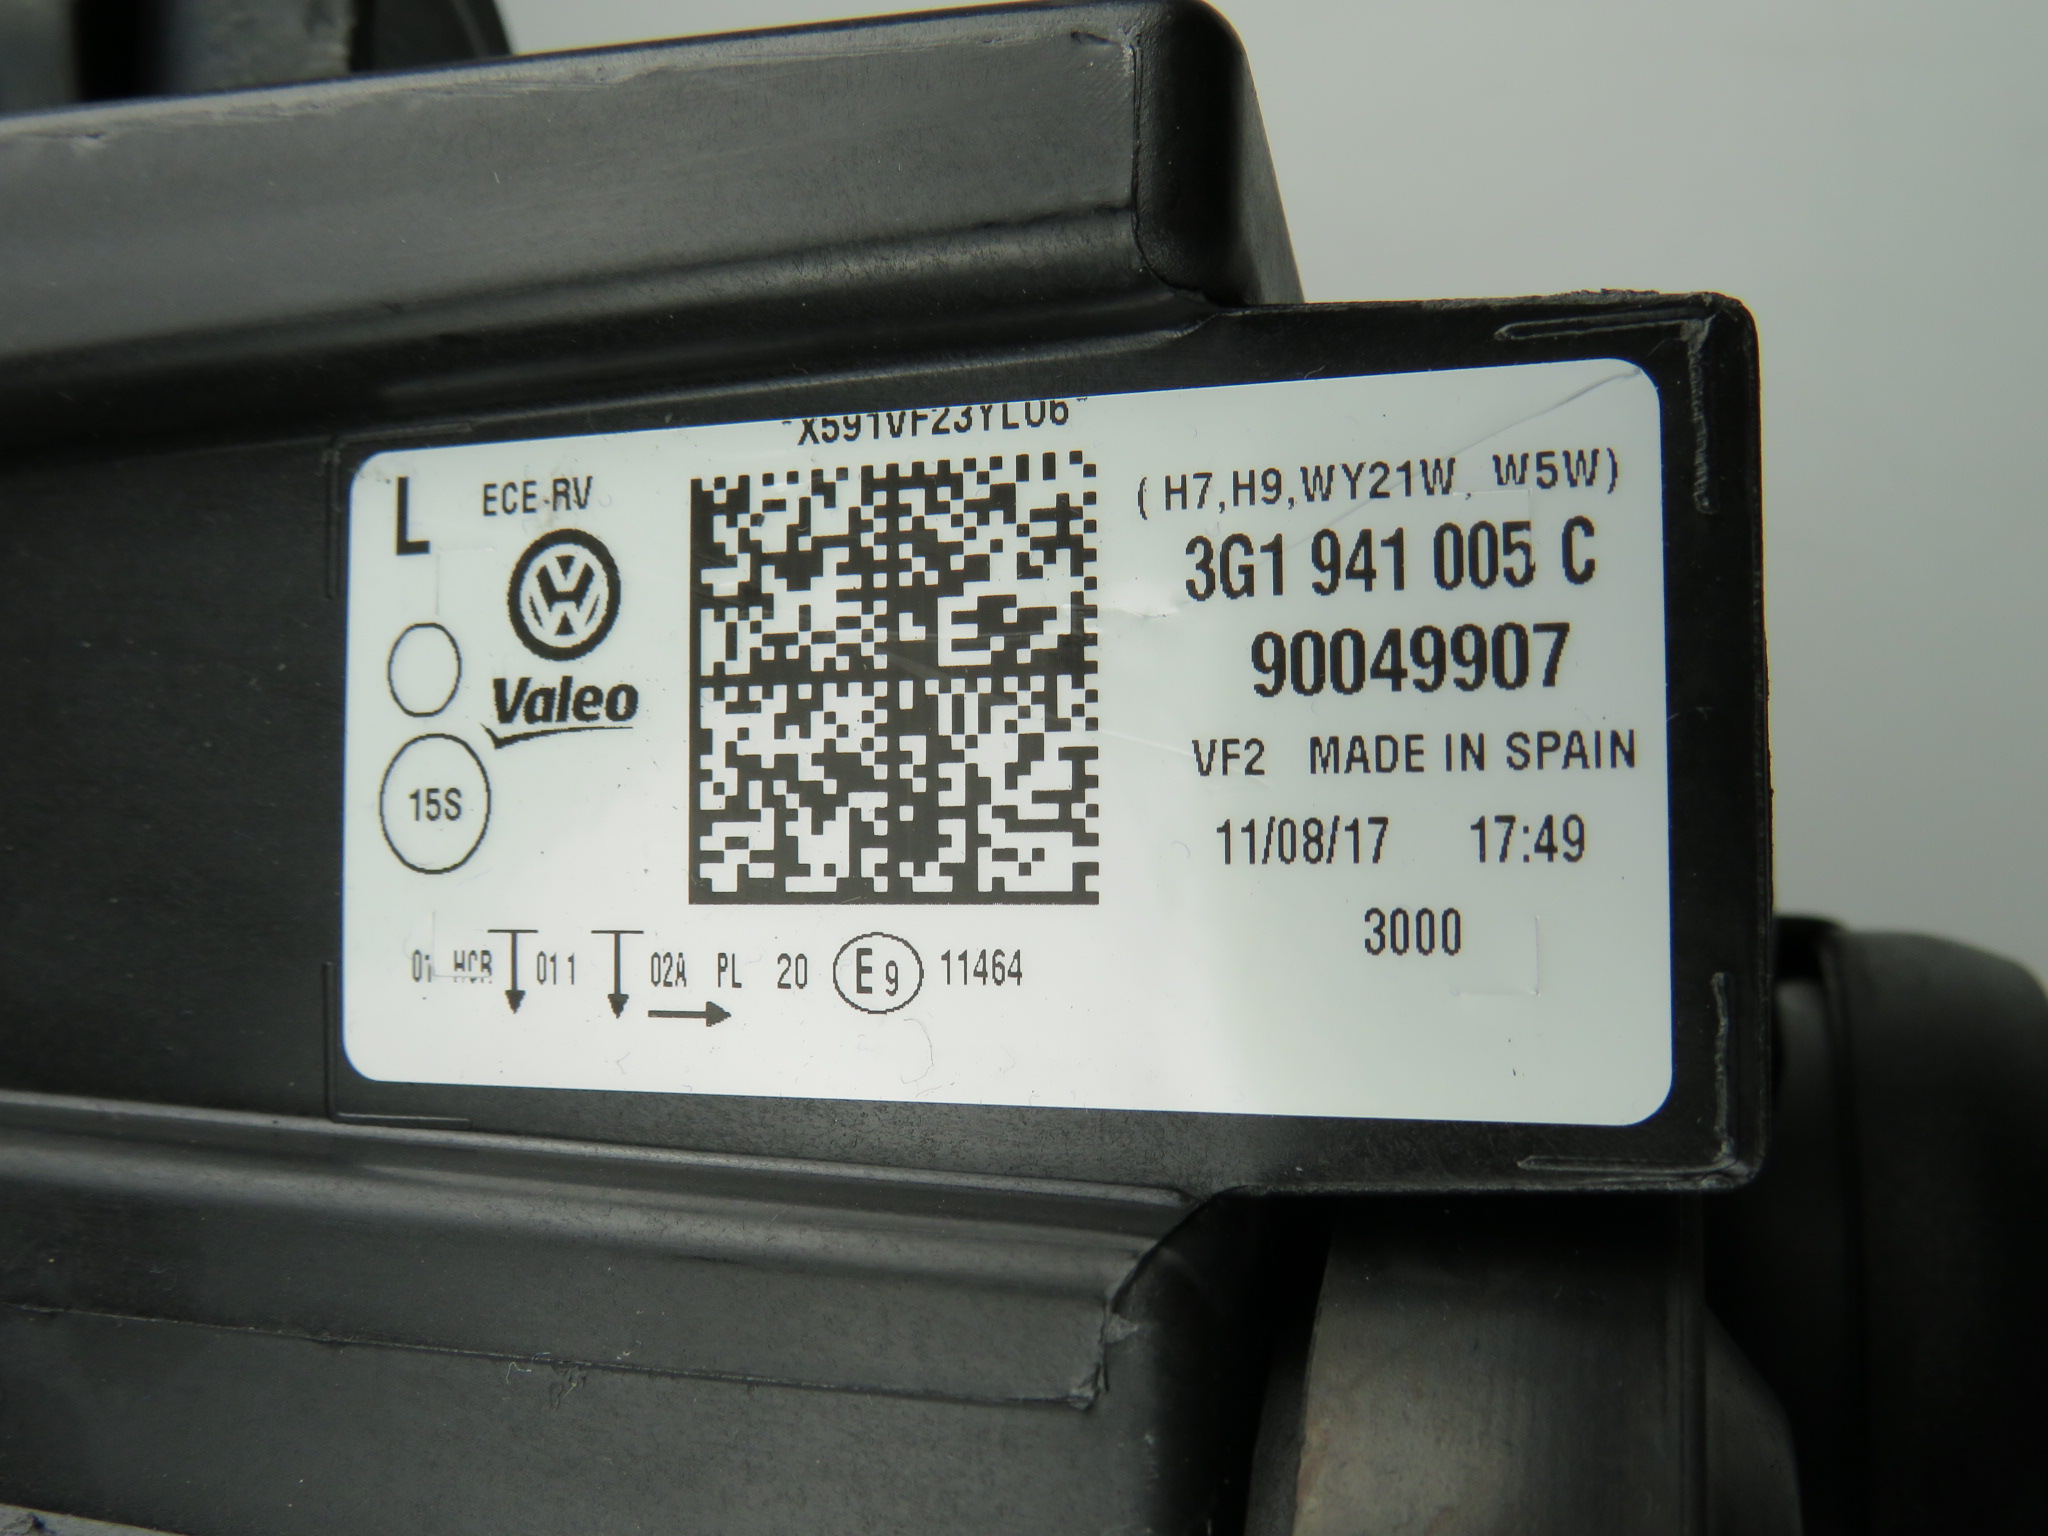 *X591VF23YL06*
L
ECE-RV
(H7,H9,WY21W, W5W)
3G1 941 005 C
90049907
Valeo
VF2 MADE IN SPAIN
15S
11/08/17 17:49
3000
01 HCR 011 02A PL 20 E9 11464